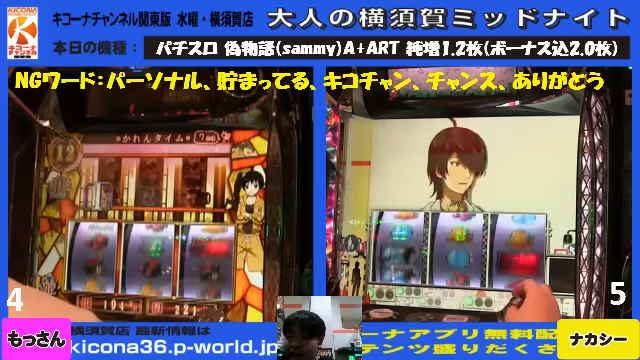 KICONA
キコーナ
キコーナチャンネル関東版 水曜・横須賀店
大人の横須賀ミッドナイト
本日の機種：
パチスロ 偽物語(sammy)A+ART 純増1.2枚(ボーナス込2.0枚)
NGワード：パーソナル、貯まってる、キコチャン、チャンス、ありがとう
かれんタイム
4
5
もっさん
ナカシー
横須賀店 最新情報は
kicona36.p-world.jp
ーナアプリ無料配
テンツ盛りだくさ